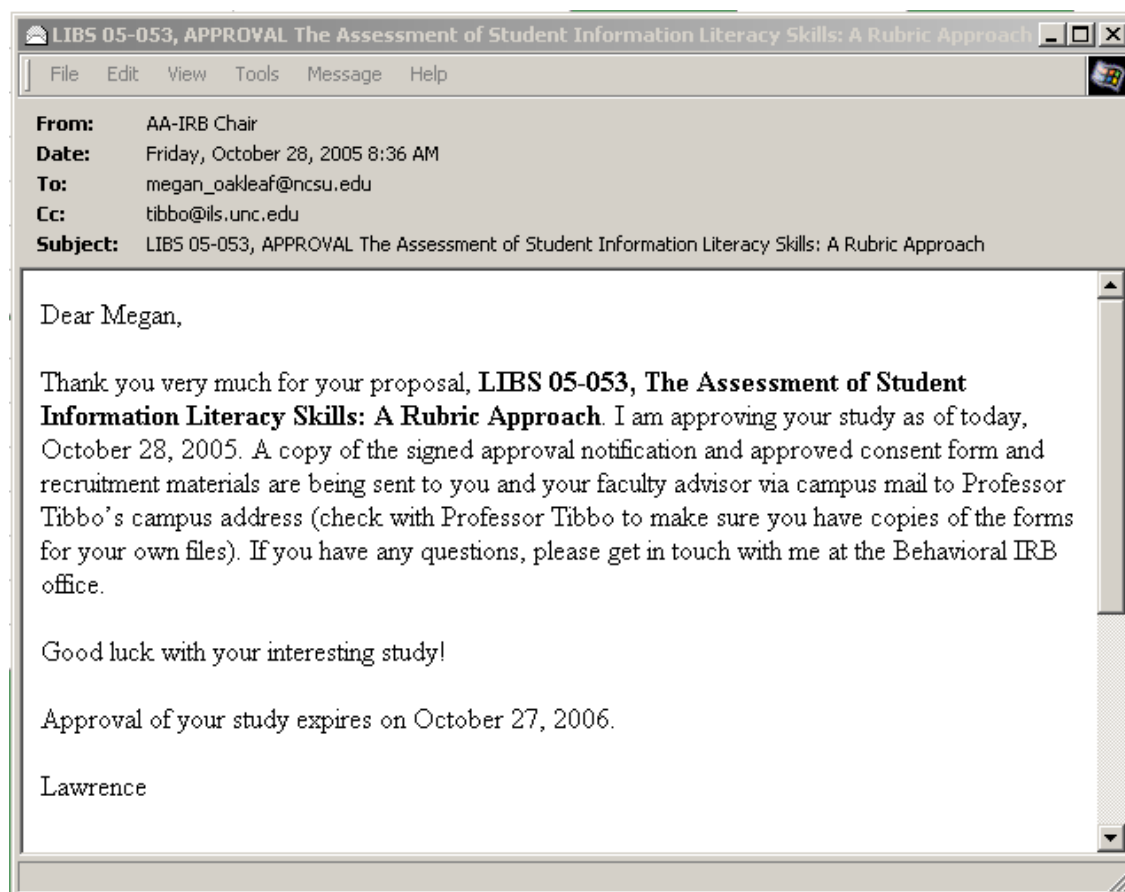 LIBS 05-053, APPROVAL The Assessment of Student Information Literacy Skills: A Rubric Approach
File Edit View Tools Message Help
From: AA-IRB Chair
Date: Friday, October 28, 2005 8:36 AM
To: megan_oakleaf@ncsu.edu
Cc: tibbo@ils.unc.edu
Subject: LIBS 05-053, APPROVAL The Assessment of Student Information Literacy Skills: A Rubric Approach
Dear Megan,
Thank you very much for your proposal, LIBS 05-053, The Assessment of Student
Information Literacy Skills: A Rubric Approach. I am approving your study as of today,
October 28, 2005. A copy of the signed approval notification and approved consent form and
recruitment materials are being sent to you and your faculty advisor via campus mail to Professor
Tibbo's campus address (check with Professor Tibbo to make sure you have copies of the forms
for your own files). If you have any questions, please get in touch with me at the Behavioral IRB
office.
Good luck with your interesting study!
Approval of your study expires on October 27, 2006.
Lawrence